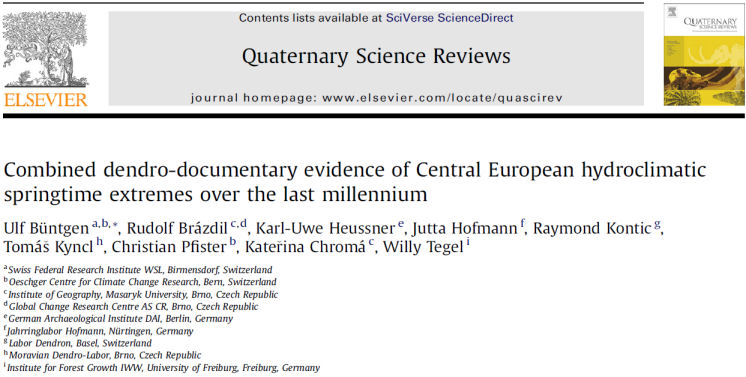 Contents lists available at SciVerse ScienceDirect
Quaternary Science Reviews
journal homepage: www.elsevier.com/locate/quascirev
ELSEVIER
QUATERNARY
SCIENCE REVIEWS
Combined dendro-documentary evidence of Central European hydroclimatic
springtime extremes over the last millennium
Ulf Büntgen a,b,*, Rudolf Brázdil c,d, Karl-Uwe Heussner e, Jutta Hofmann f, Raymond Kontic g,
Tomáš Kyncl h, Christian Pfister b, Kateřina Chromá c, Willy Tegel i
a Swiss Federal Research Institute WSL, Birmensdorf, Switzerland
b Oeschger Centre for Climate Change Research, Bern, Switzerland
c Institute of Geography, Masaryk University, Brno, Czech Republic
d Global Change Research Centre AS CR, Brno, Czech Republic
e German Archaeological Institute DAI, Berlin, Germany
f Jahrringlabor Hofmann, Nürtingen, Germany
g Labor Dendron, Basel, Switzerland
h Moravian Dendro-Labor, Brno, Czech Republic
i Institute for Forest Growth IWW, University of Freiburg, Freiburg, Germany